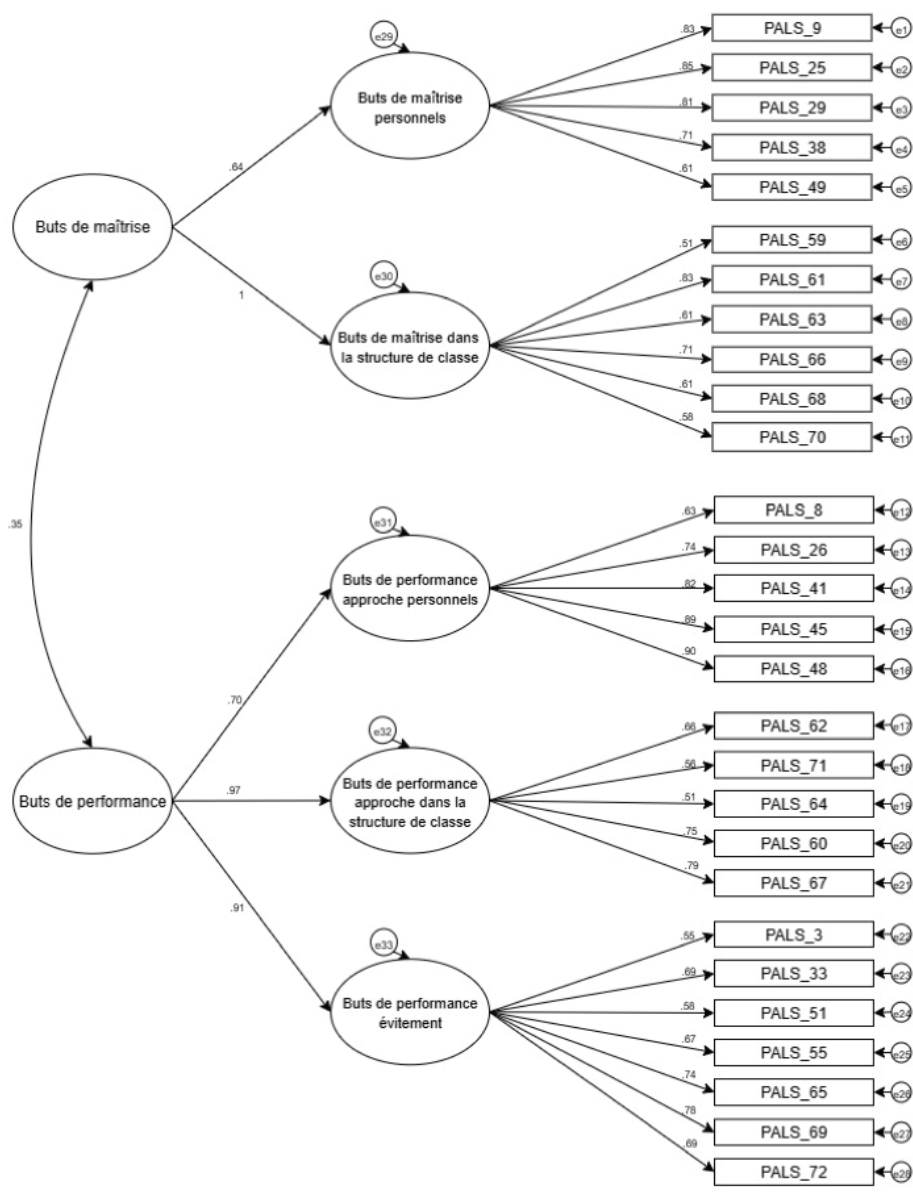 e29
Buts de maîtrise
personnels
.83
PALS_9
e1
.85
PALS_25
e2
.81
PALS_29
e3
.71
PALS_38
e4
.61
PALS_49
e5
.64
Buts de maîtrise
1
e30
Buts de maîtrise dans
la structure de classe
.51
PALS_59
e6
.83
PALS_61
e7
.61
PALS_63
e8
.71
PALS_66
e9
.61
PALS_68
e10
.58
PALS_70
e11
.35
e31
Buts de performance
approche personnels
.63
PALS_8
e12
.74
PALS_26
e13
.82
PALS_41
e14
.89
PALS_45
e15
.90
PALS_48
e16
.70
Buts de performance
.97
.91
e32
Buts de performance
approche dans la
structure de classe
.66
PALS_62
e17
.56
PALS_71
e18
.51
PALS_64
e19
.75
PALS_60
e20
.79
PALS_67
e21
e33
Buts de performance
évitement
.55
PALS_3
e22
.69
PALS_33
e23
.58
PALS_51
e24
.67
PALS_55
e25
.74
PALS_65
e26
.78
PALS_69
e27
.69
PALS_72
e28